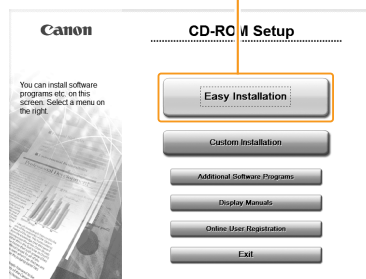 Canon
CD-ROM Setup
You can install software
programs etc. on this
screen. Select a menu on
the right.
Easy Installation
Custom Installation
Additional Software Programs
Display Manuals
Online User Registration
Exit